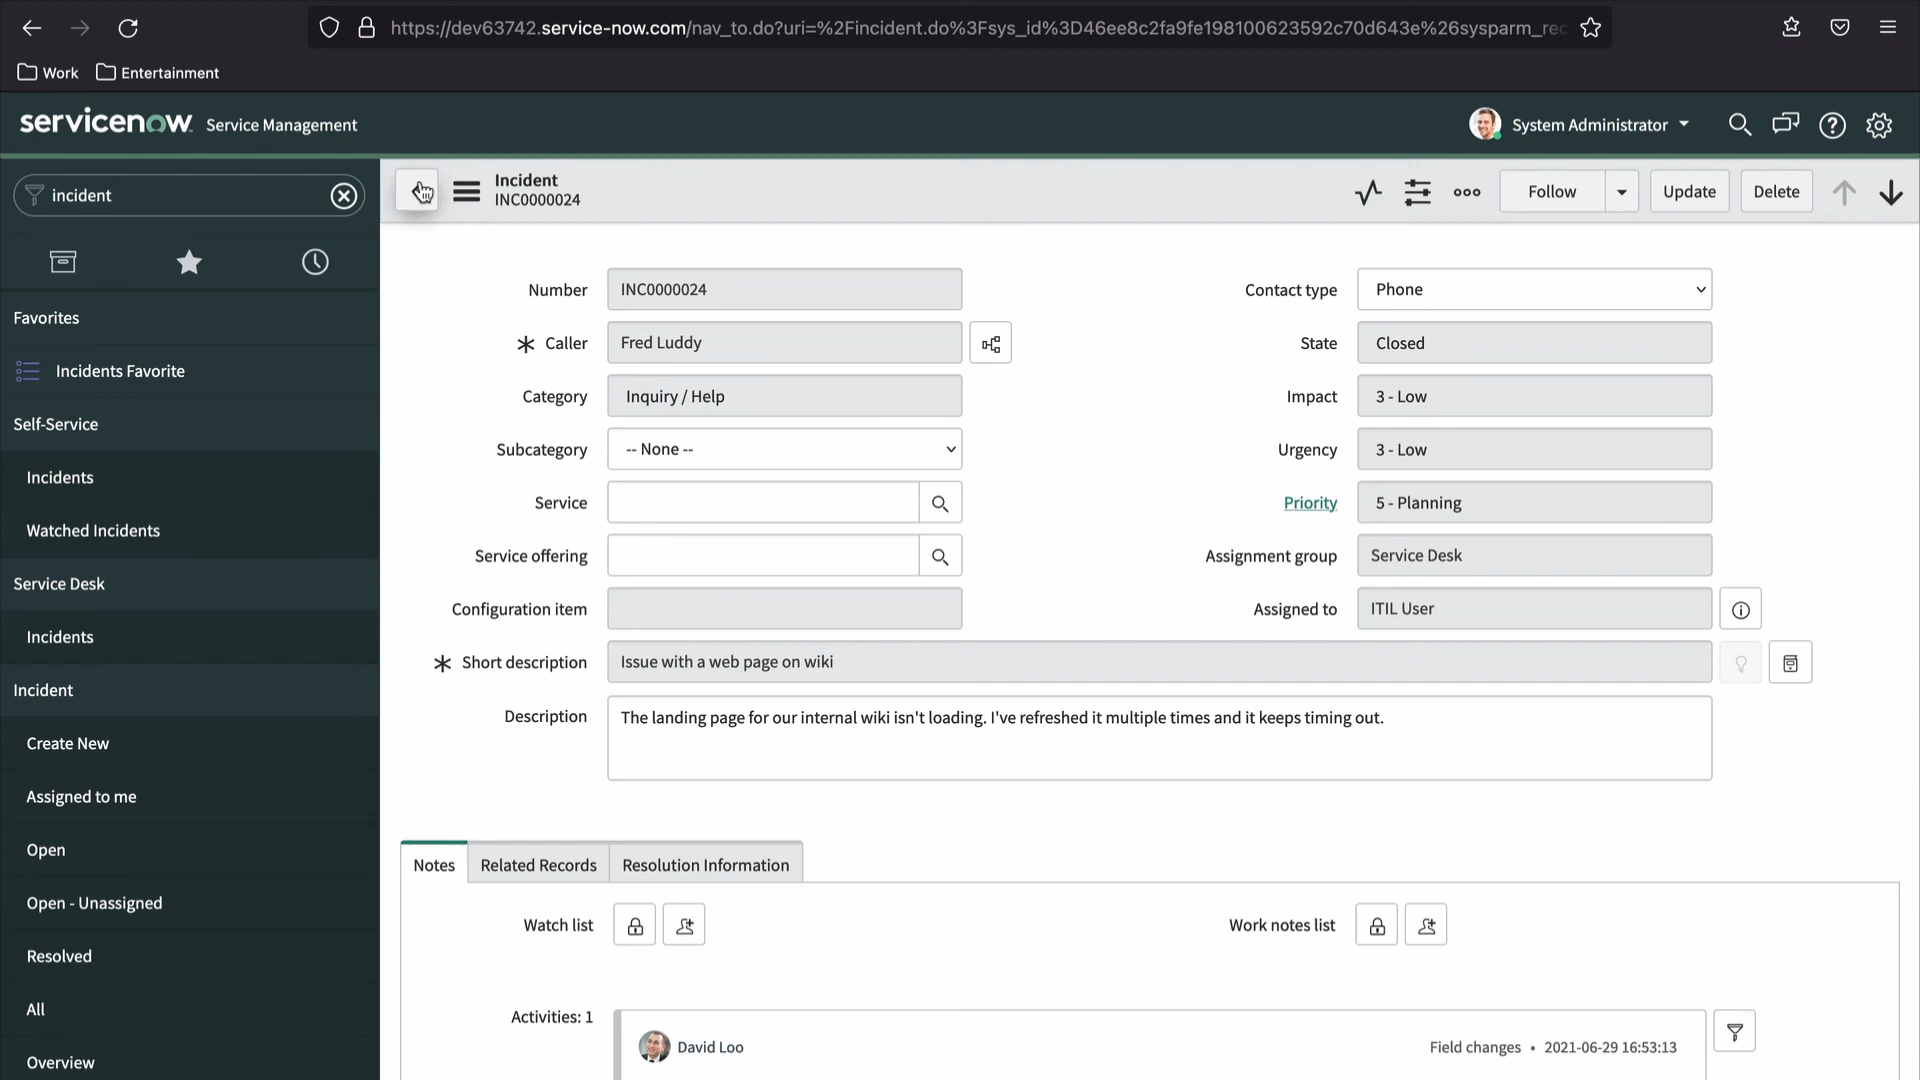 https://dev63742.service-now.com/nav_to.do?uri=%2Fincident.do%3Fsys_id%3D46ee8c2fa9fe198100623592c70d643e%26sysparm_rec
Work Entertainment
servicenow Service Management
System Administrator
incident
Incident
INC0000024
Follow Update Delete
Favorites
Incidents Favorite
Self-Service
Incidents
Watched Incidents
Service Desk
Incidents
Incident
Create New
Assigned to me
Open
Open - Unassigned
Resolved
All
Overview
Number INC0000024
Caller Fred Luddy
Category Inquiry / Help
Subcategory -- None --
Service
Service offering
Configuration item
Contact type Phone
State Closed
Impact 3 - Low
Urgency 3 - Low
Priority 5 - Planning
Assignment group Service Desk
Assigned to ITIL User
Short description Issue with a web page on wiki
Description The landing page for our internal wiki isn't loading. I've refreshed it multiple times and it keeps timing out.
Notes Related Records Resolution Information
Watch list
Work notes list
Activities: 1
David Loo
Field changes • 2021-06-29 16:53:13